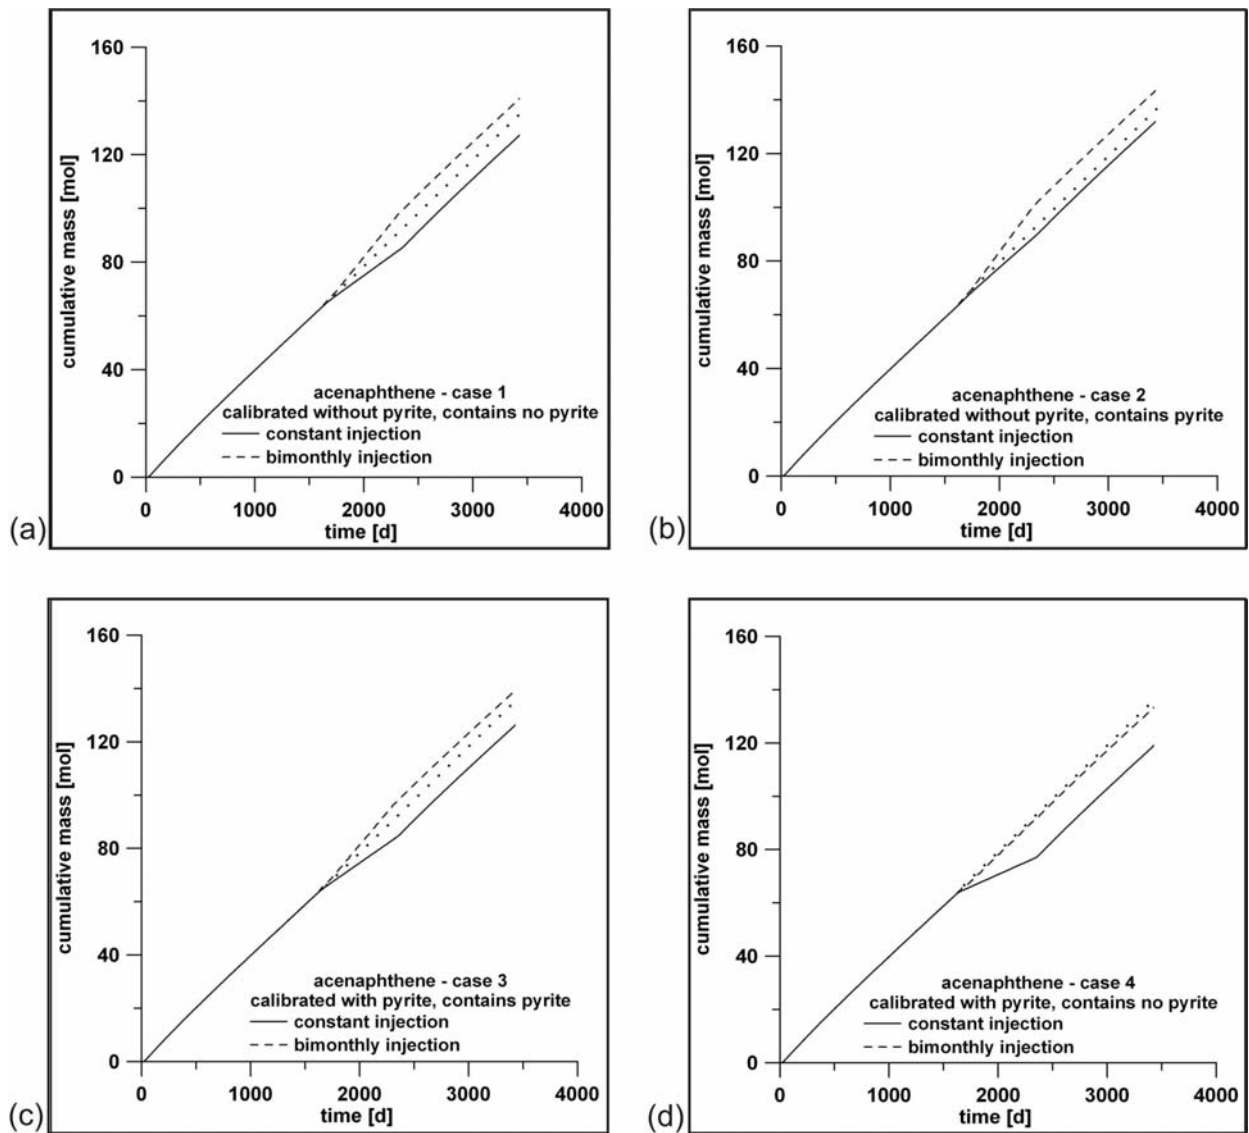 160
120
80
40
0
cumulative mass [mol]
acenaphthene - case 1
calibrated without pyrite, contains no pyrite
constant injection
bimonthly injection
0 1000 2000 3000 4000
time [d]
(a)
160
120
80
40
0
cumulative mass [mol]
acenaphthene - case 2
calibrated without pyrite, contains pyrite
constant injection
bimonthly injection
0 1000 2000 3000 4000
time [d]
(b)
160
120
80
40
0
cumulative mass [mol]
acenaphthene - case 3
calibrated with pyrite, contains pyrite
constant injection
bimonthly injection
0 1000 2000 3000 4000
time [d]
(c)
160
120
80
40
0
cumulative mass [mol]
acenaphthene - case 4
calibrated with pyrite, contains no pyrite
constant injection
bimonthly injection
0 1000 2000 3000 4000
time [d]
(d)